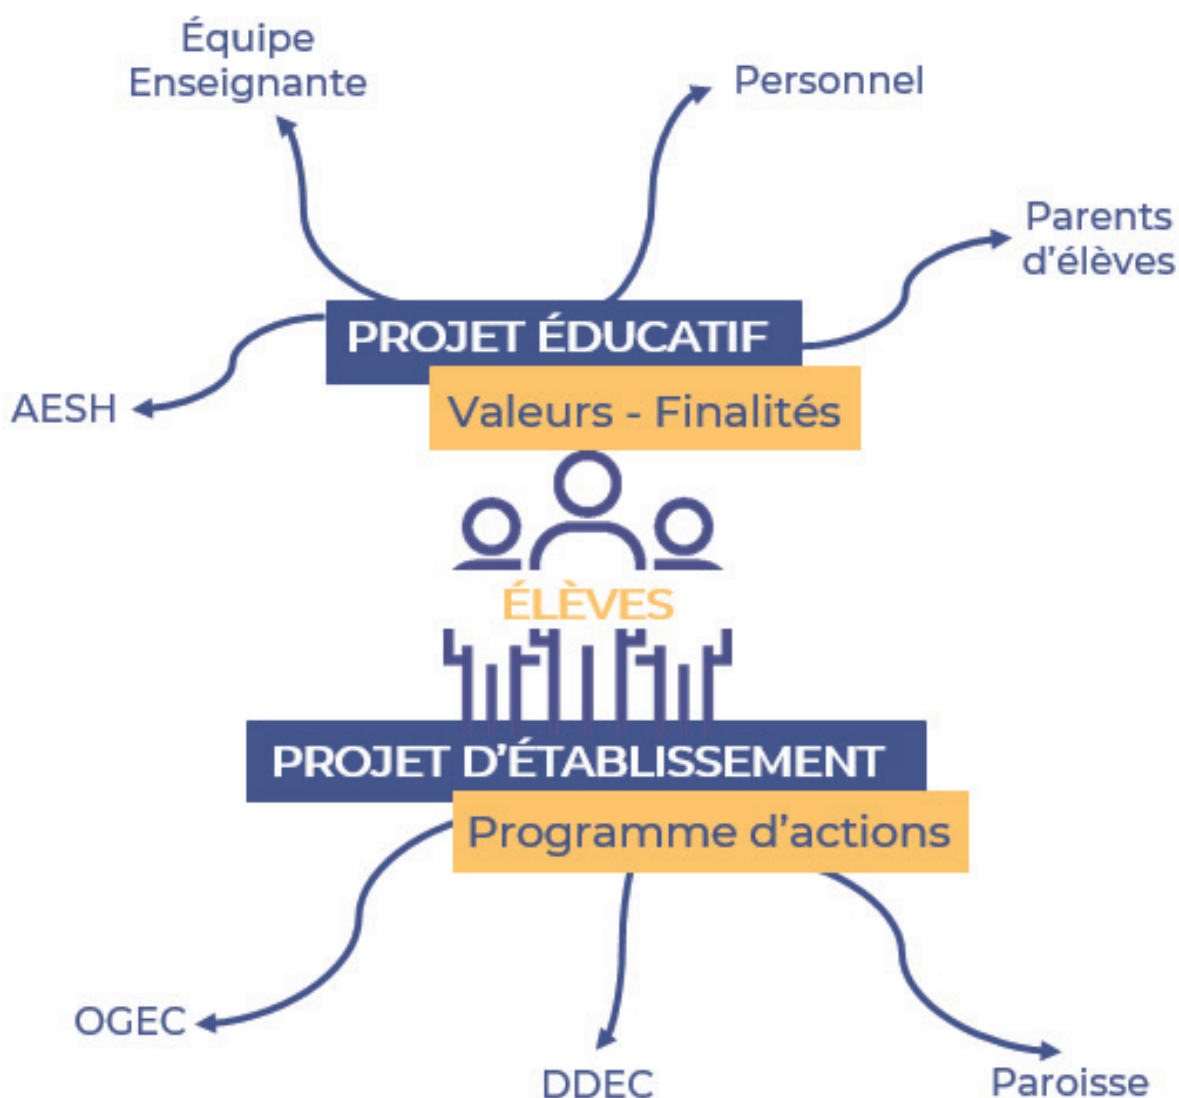 Équipe
Enseignante
Personnel
Parents
d'élèves
PROJET ÉDUCATIF
AESH
Valeurs - Finalités
ÉLÈVES
PROJET D'ÉTABLISSEMENT
Programme d'actions
OGEC
DDEC
Paroisse